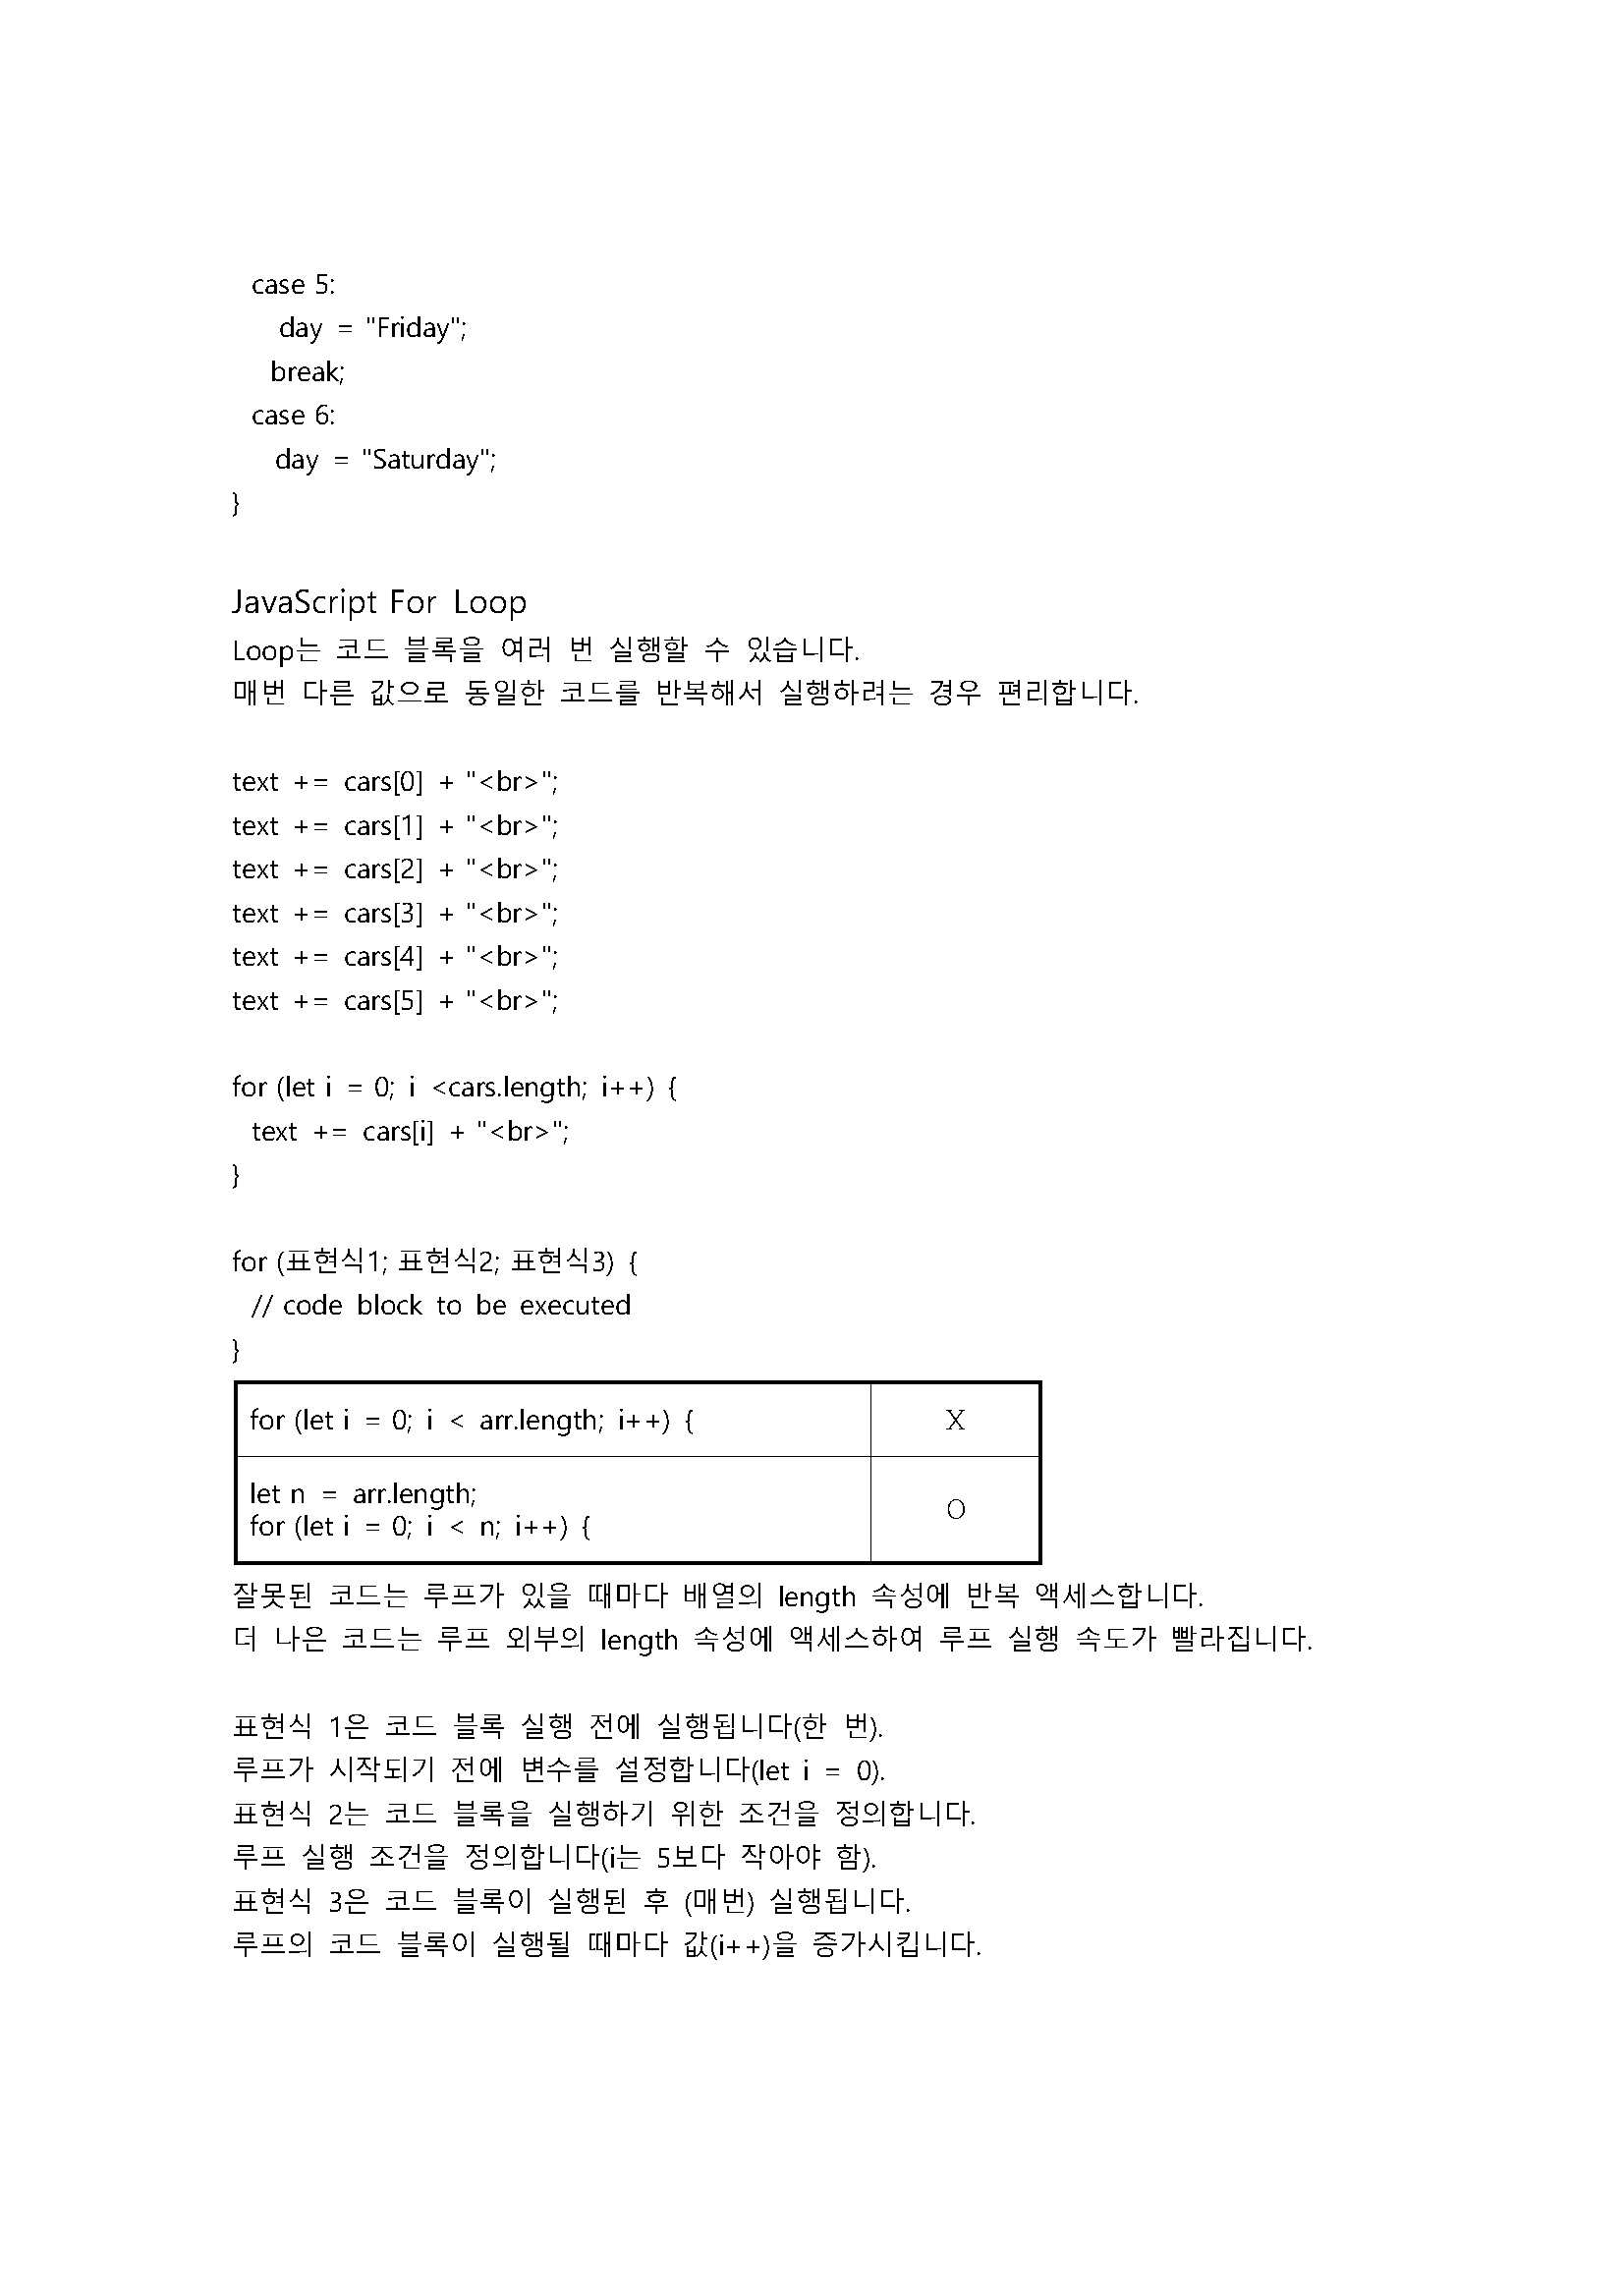 case 5:
day = "Friday";
break;
case 6:
day = "Saturday";
}
JavaScript For Loop
Loop는 코드 블록을 여러 번 실행할 수 있습니다.
매번 다른 값으로 동일한 코드를 반복해서 실행하려는 경우 편리합니다.
text += cars[0] + "<br>";
text += cars[1] + "<br>";
text += cars[2] + "<br>";
text += cars[3] + "<br>";
text += cars[4] + "<br>";
text += cars[5] + "<br>";
for (let i = 0; i <cars.length; i++) {
text += cars[i] + "<br>";
}
for (표현식1; 표현식2; 표현식3) {
// code block to be executed
}
for (let i = 0; i < arr.length; i++) { X
let n = arr.length;
for (let i = 0; i < n; i++) { O
잘못된 코드는 루프가 있을 때마다 배열의 length 속성에 반복 액세스합니다.
더 나은 코드는 루프 외부의 length 속성에 액세스하여 루프 실행 속도가 빨라집니다.
표현식 1은 코드 블록 실행 전에 실행됩니다(한 번).
루프가 시작되기 전에 변수를 설정합니다(let i = 0).
표현식 2는 코드 블록을 실행하기 위한 조건을 정의합니다.
루프 실행 조건을 정의합니다(i는 5보다 작아야 함).
표현식 3은 코드 블록이 실행된 후 (매번) 실행됩니다.
루프의 코드 블록이 실행될 때마다 값(i++)을 증가시킵니다.